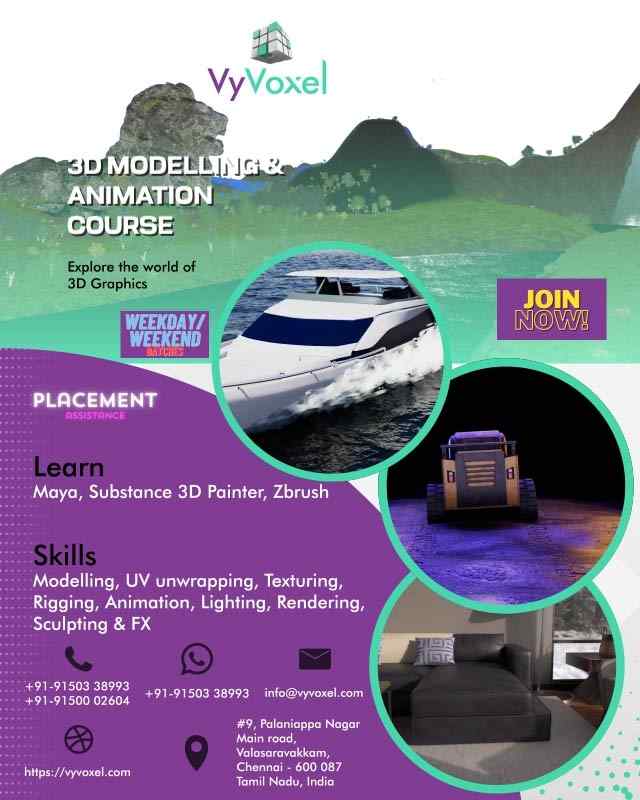 VyVoxel
3D MODELLING &
ANIMATION
COURSE
Explore the world of
3D Graphics
WEEKDAY/
WEEKEND
BATCHES
JOIN
NOW!
PLACEMENT
ASSISTANCE
Learn
Maya, Substance 3D Painter, Zbrush
Skills
Modelling, UV unwrapping, Texturing,
Rigging, Animation, Lighting, Rendering,
Sculpting & FX
+91-91503 38993
+91-91500 02604
+91-91503 38993
info@vyvoxel.com
https://vyvoxel.com
#9, Palaniappa Nagar
Main road,
Valasaravakkam,
Chennai - 600 087
Tamil Nadu, India